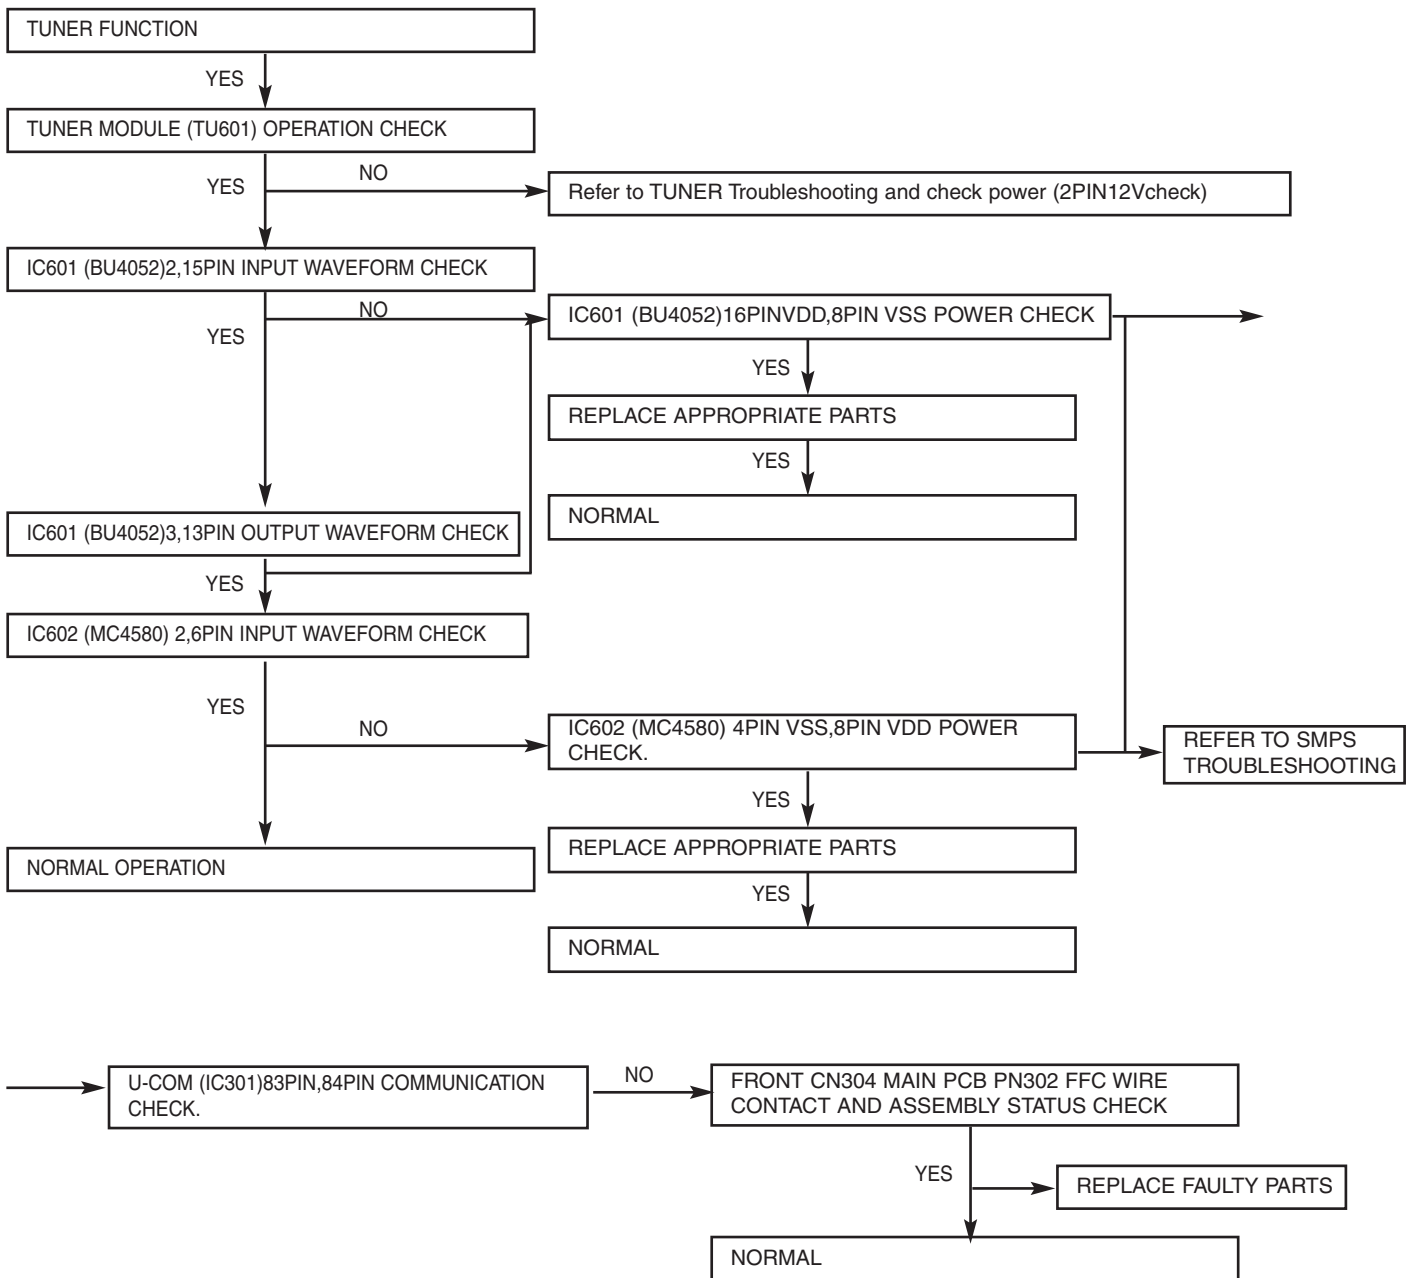 TUNER FUNCTION
YES
TUNER MODULE (TU601) OPERATION CHECK
YES
NO
Refer to TUNER Troubleshooting and check power (2PIN12Vcheck)
IC601 (BU4052)2,15PIN INPUT WAVEFORM CHECK
YES
NO
IC601 (BU4052)16PINVDD,8PIN VSS POWER CHECK
YES
REPLACE APPROPRIATE PARTS
YES
NORMAL
IC601 (BU4052)3,13PIN OUTPUT WAVEFORM CHECK
YES
IC602 (MC4580) 2,6PIN INPUT WAVEFORM CHECK
YES
NO
IC602 (MC4580) 4PIN VSS,8PIN VDD POWER
CHECK.
REFER TO SMPS
TROUBLESHOOTING
YES
REPLACE APPROPRIATE PARTS
YES
NORMAL
NORMAL OPERATION
U-COM (IC301)83PIN,84PIN COMMUNICATION
CHECK.
NO
FRONT CN304 MAIN PCB PN302 FFC WIRE
CONTACT AND ASSEMBLY STATUS CHECK
YES
REPLACE FAULTY PARTS
NORMAL